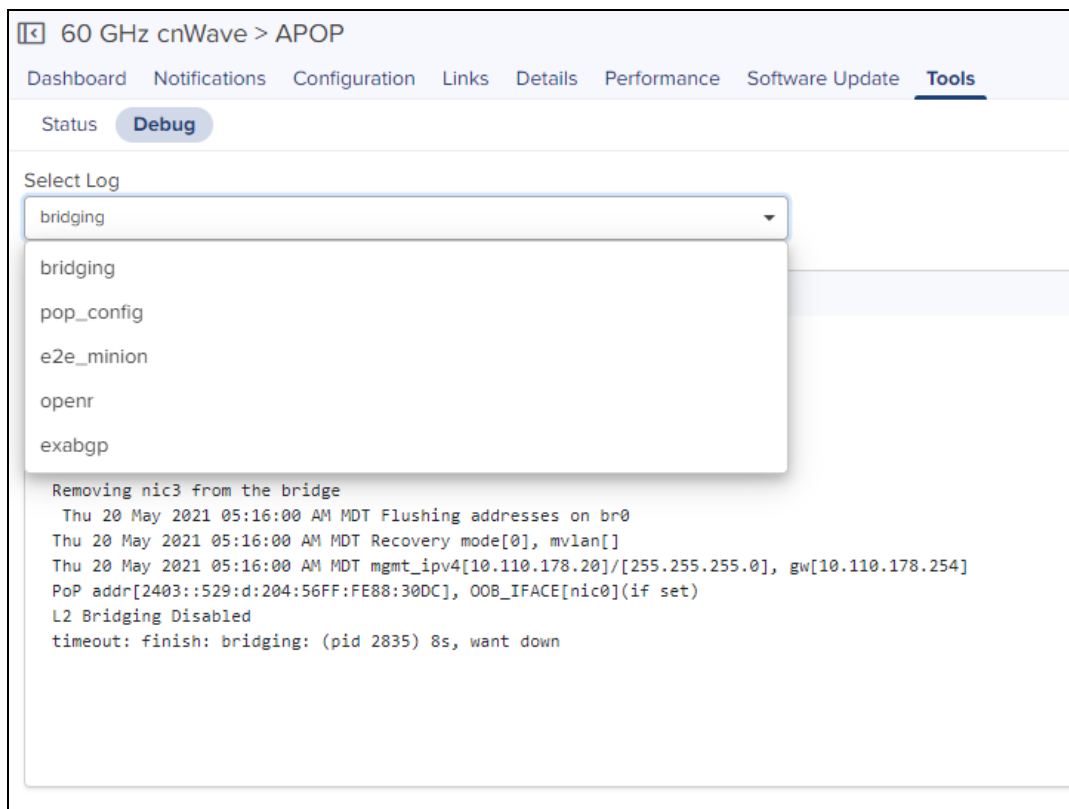 60 GHz cnWave > APOP
Dashboard Notifications Configuration Links Details Performance Software Update Tools
Status Debug
Select Log
bridging
bridging
pop_config
e2e_minion
openr
exabgp
Removing nic3 from the bridge
Thu 20 May 2021 05:16:00 AM MDT Flushing addresses on br0
Thu 20 May 2021 05:16:00 AM MDT Recovery mode[0], mvlan[]
Thu 20 May 2021 05:16:00 AM MDT mgmt_ipv4[10.110.178.20]/[255.255.255.0], gw[10.110.178.254]
PoP addr[2403::529:d:204:56FF:FE88:30DC], OOB_IFACE[nic0](if set)
L2 Bridging Disabled
timeout: finish: bridging: (pid 2835) 8s, want down